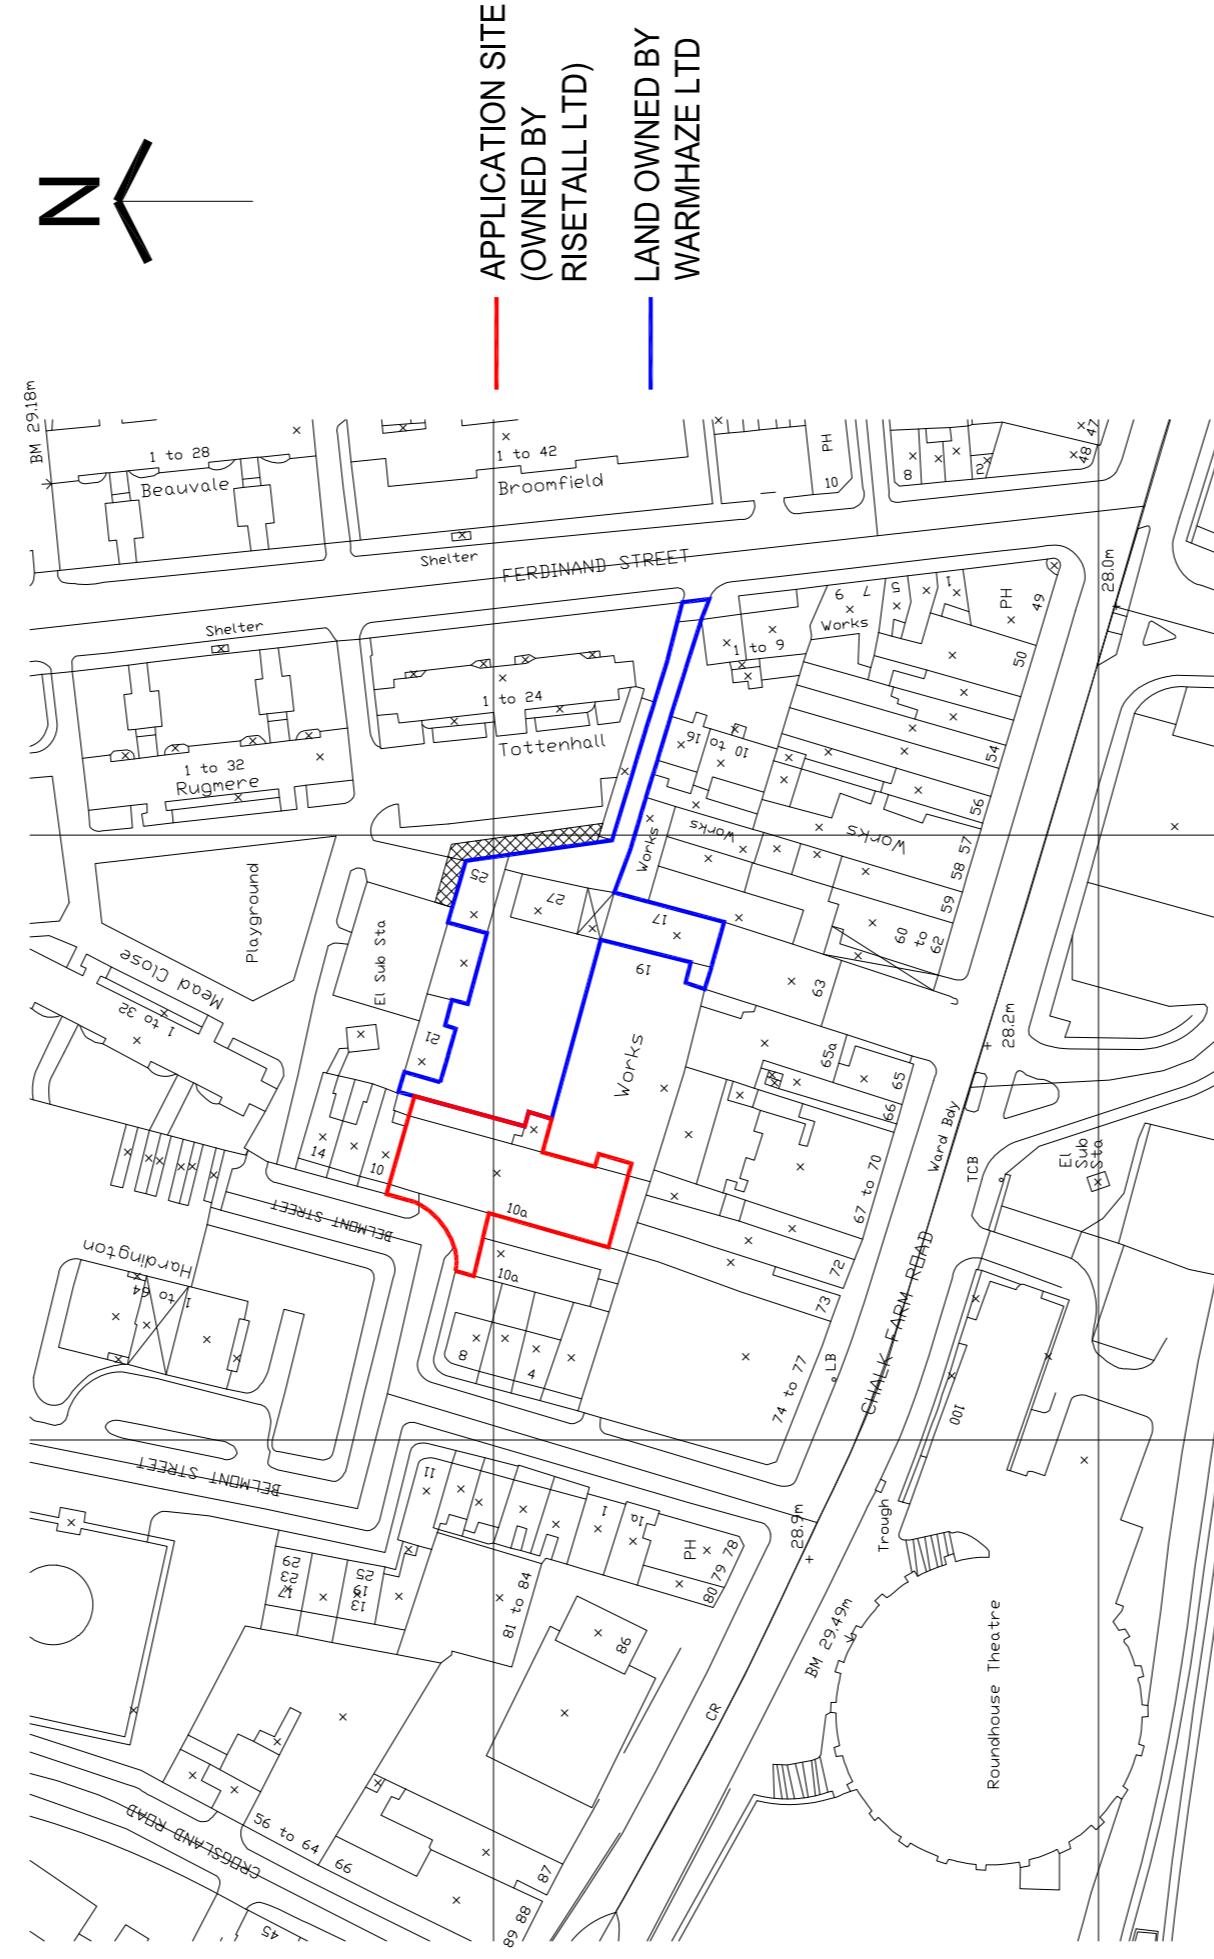 N
APPLICATION SITE
(OWNED BY
RISETALL LTD)
LAND OWNED BY
WARMHAZE LTD
BM 29.18m
1 to 28
Beauvale
1 to 42
Broomfield
PH
10
8
2
47
48
Shelter
FERDINAND STREET
28.0m
Shelter
1 to 24
Tottenhall
1 to 32
Rugmere
1 to 9
Works
9
7
5
1
PH
49
50
54
56
57
58
59
60
to
62
10 to 16
Works
Works
Works
Playground
El Sub Sta
Mead Close
1 to 32
25
27
21
17
19
Works
63
65a
65
66
67 to 70
72
73
74 to 77
28.2m
Ward Bdy
TCB
El
Sub
Sta
14
10
10a
10a
BELMONT STREET
Hardington
1 to 64
8
4
LB
CHALK FARM ROAD
100
BELMONT STREET
11
1
1a
PH
78
79
80
28.9m
Trough
29
23
17
25
19
13
81 to 84
86
BM 29.49m
CR
Roundhouse Theatre
CROGSLAND ROAD
56 to 64
66
87
88
89
45